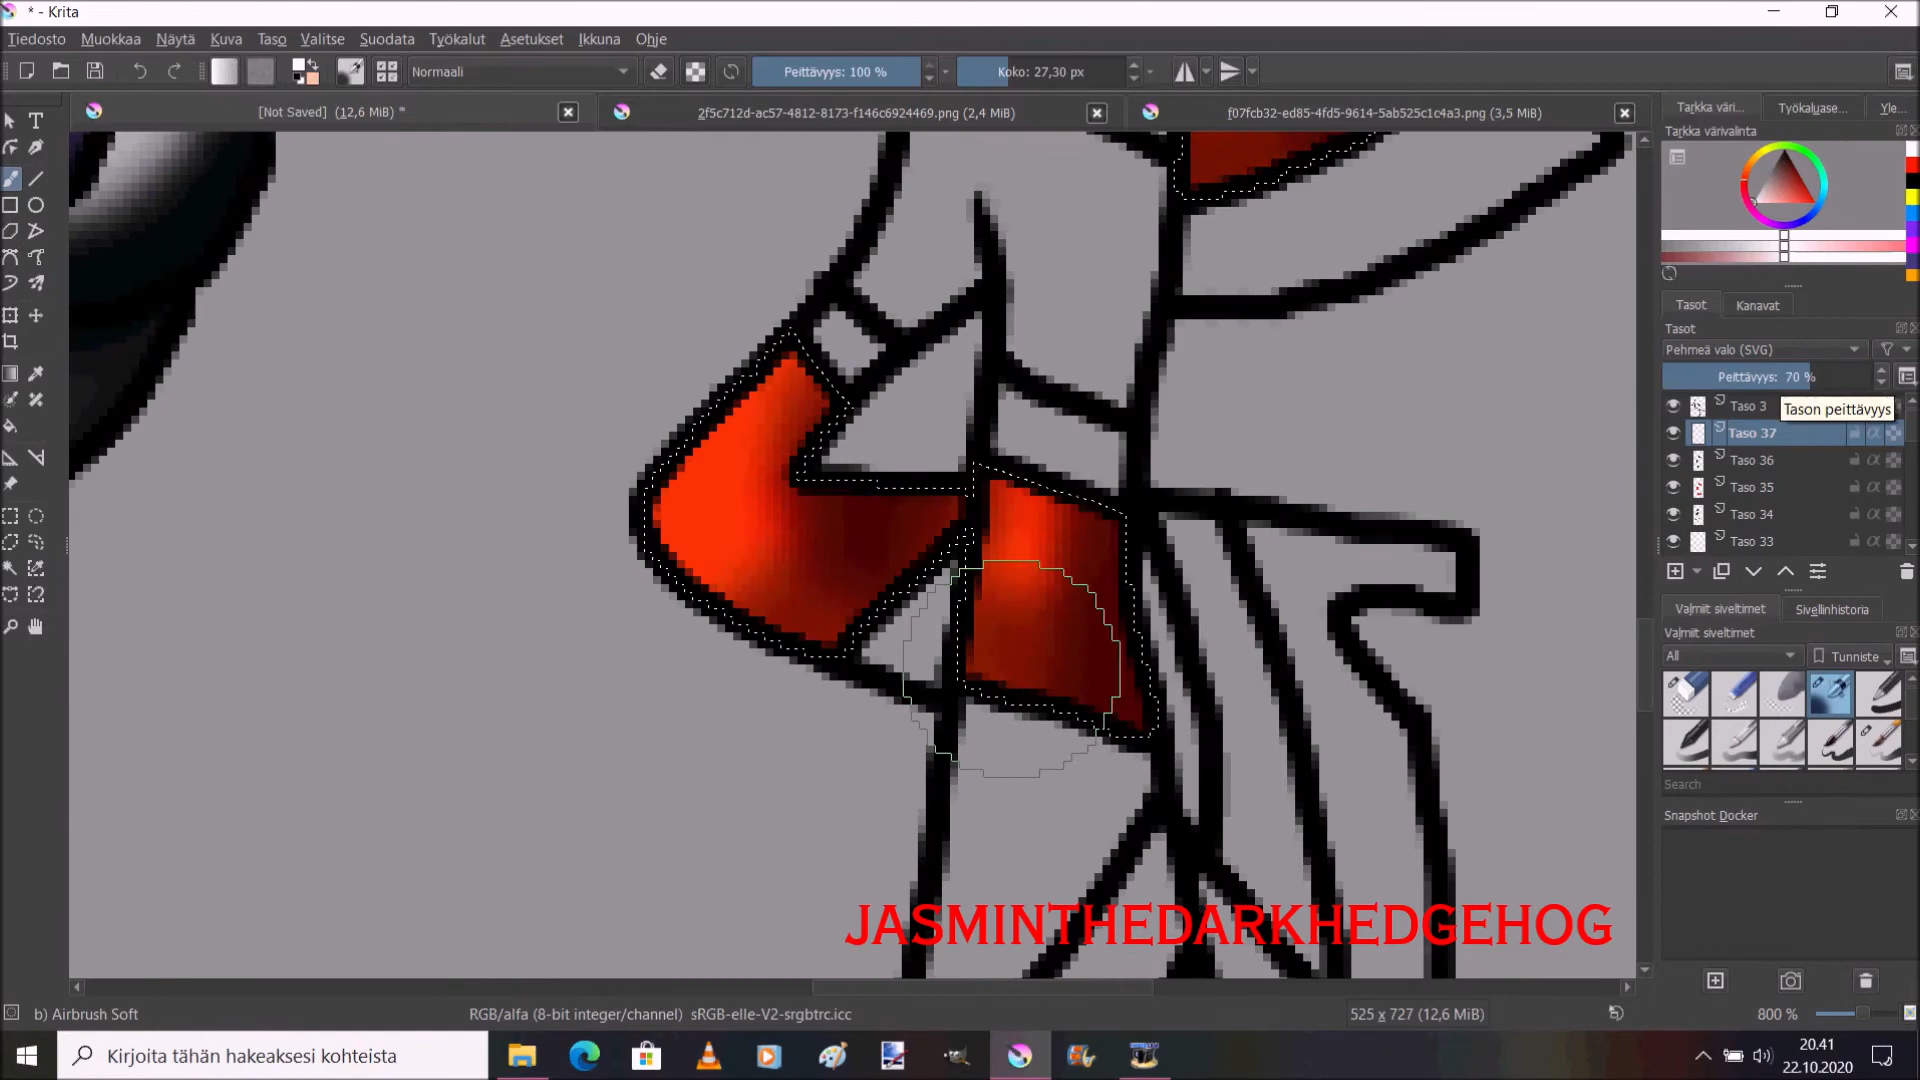 * - Krita
Tiedosto Muokkaa Näytä Kuva Taso Valitse Suodata Työkalut Asetukset Ikkuna Ohje
Normaali Peittävyys: 100 % Koko: 27,30 px
[Not Saved] (12,6 MiB) * 2f5c712d-ac57-4812-8173-f146c6924469.png (2,4 MiB) f07fcb32-ed85-4fd5-9614-5ab525c1c4a3.png (3,5 MiB)
Tarkka väri... Työkaluase... Yle...
Tarkka värivalinta
Tasot Kanavat
Tasot
Pehmeä valo (SVG)
Peittävyys: 70 %
Taso 3
Tason peittävyys
Taso 37
Taso 36
Taso 35
Taso 34
Taso 33
Valmiit siveltimet Sivellinhistoria
Valmiit siveltimet
All Tunniste
Search
Snapshot Docker
JASMINTHEDARKHEDGEHOG
b) Airbrush Soft RGB/alfa (8-bit integer/channel) sRGB-elle-V2-srgbtrc.icc 525 x 727 (12,6 MiB) 800 %
Kirjoita tähän hakeaksesi kohteista
20.41
22.10.2020